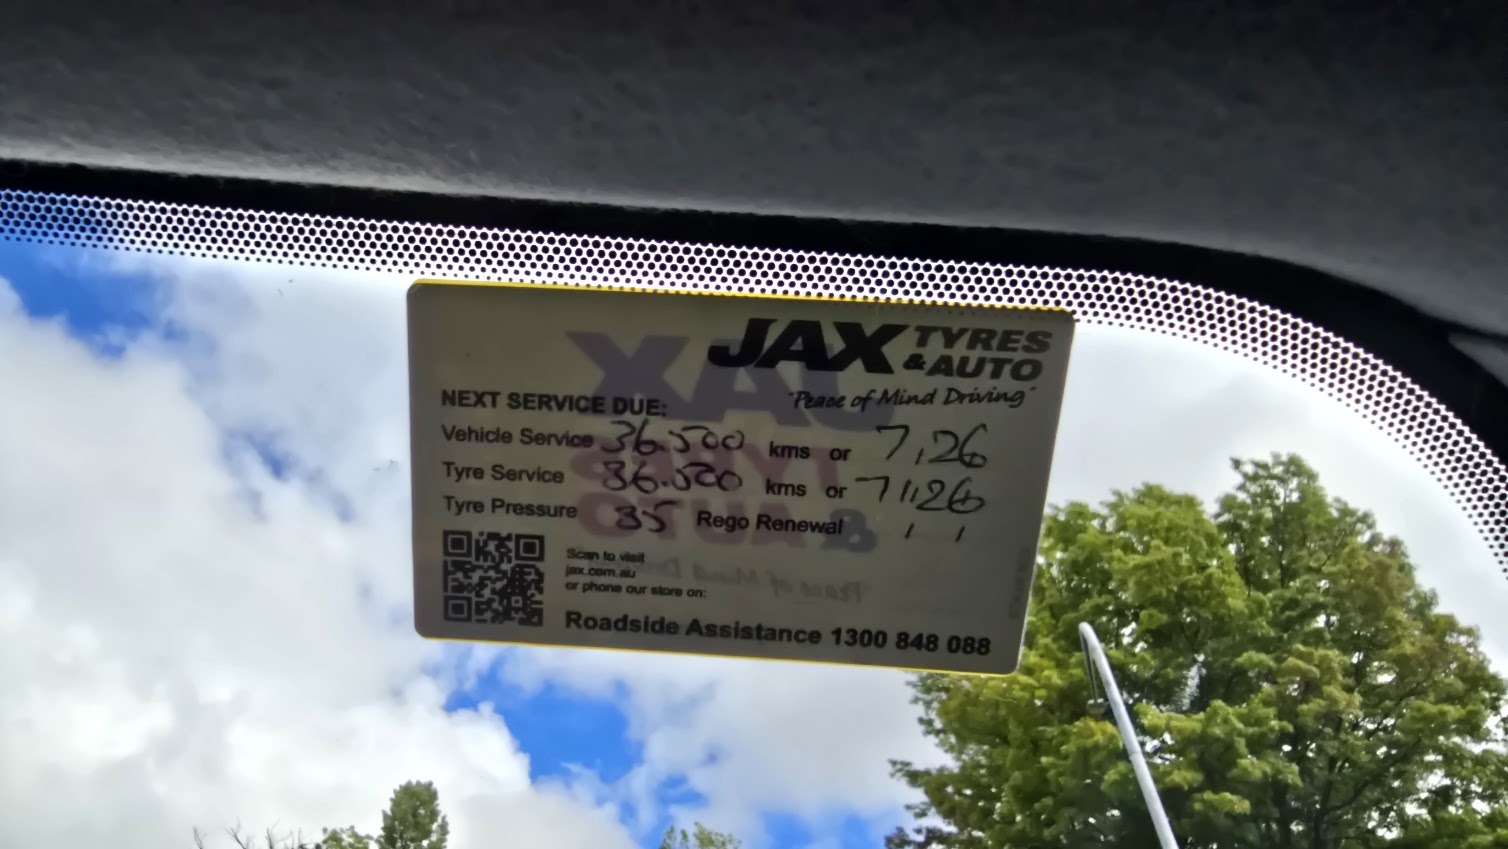 JAX TYRES & AUTO
"Peace of Mind Driving"
NEXT SERVICE DUE:
Vehicle Service 36.500 kms or 7,26
Tyre Service 36.500 kms or 7/1/26
Tyre Pressure 35 Rego Renewal / /
Scan to visit
jax.com.au
or phone our store on:
Roadside Assistance 1300 848 088